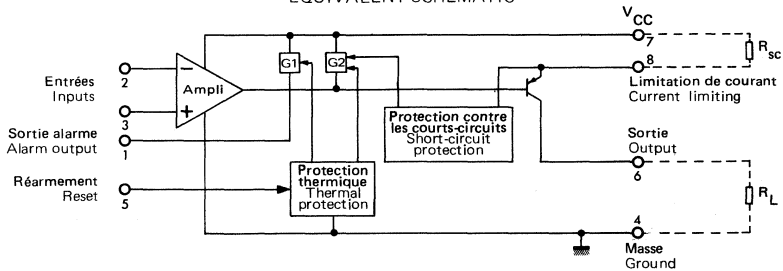 EQUIVALENT SCHEMATIC
VCC
7
RSC
8
Limitation de courant
Current limiting
G1
G2
Entrées
Inputs
2
−
Ampli
3
+
Sortie alarme
Alarm output
1
Protection contre
les courts-circuits
Short-circuit
protection
Sortie
Output
6
Réarmement
Reset
5
Protection
thermique
Thermal
protection
RL
4
Masse
Ground